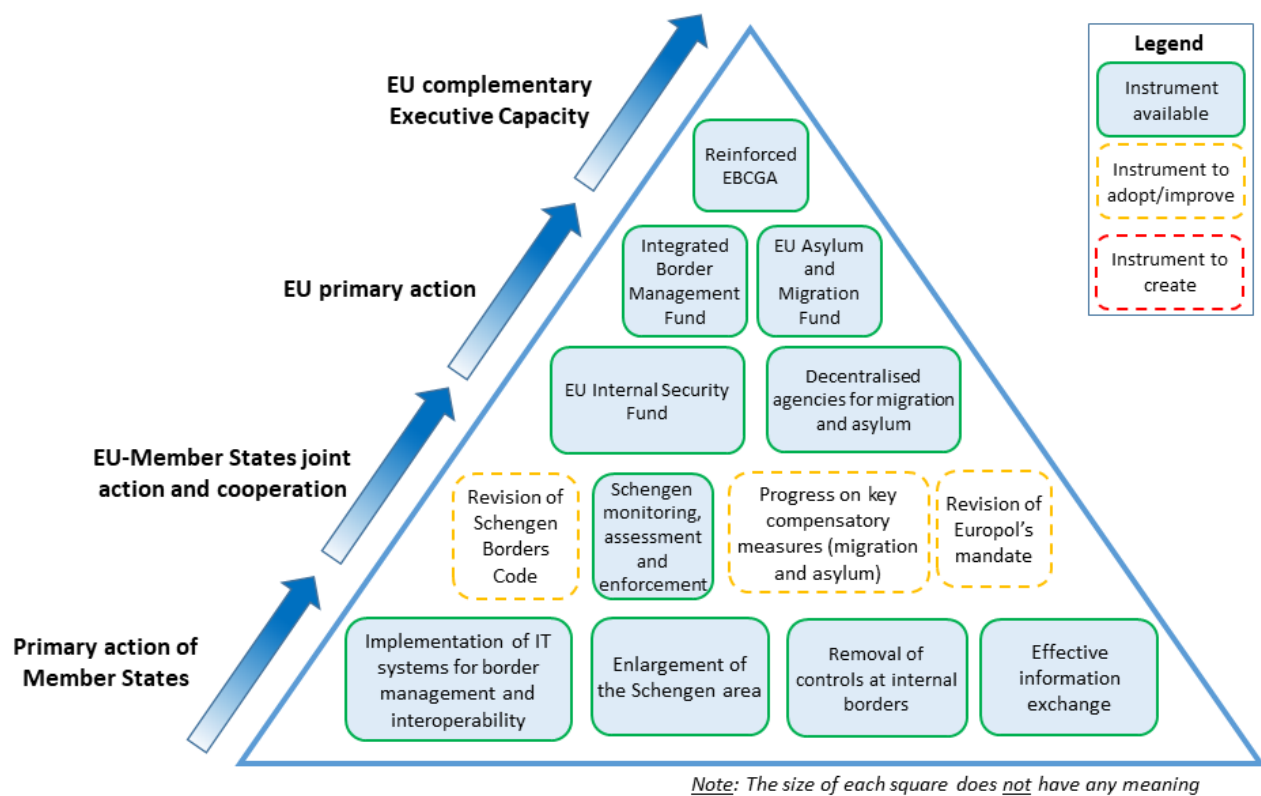 Legend
Instrument
available
Instrument to
adopt/improve
Instrument to
create
EU complementary
Executive Capacity
EU primary action
EU-Member States joint
action and cooperation
Primary action of
Member States
Reinforced
EBCGA
Integrated
Border
Management
Fund
EU Asylum
and
Migration
Fund
EU Internal Security
Fund
Decentralised
agencies for migration
and asylum
Revision of
Schengen
Borders
Code
Schengen
monitoring,
assessment
and
enforcement
Progress on key
compensatory
measures (migration
and asylum)
Revision of
Europol’s
mandate
Implementation of IT
systems for border
management and
interoperability
Enlargement of
the Schengen area
Removal of
controls at internal
borders
Effective
information
exchange
Note: The size of each square does not have any meaning